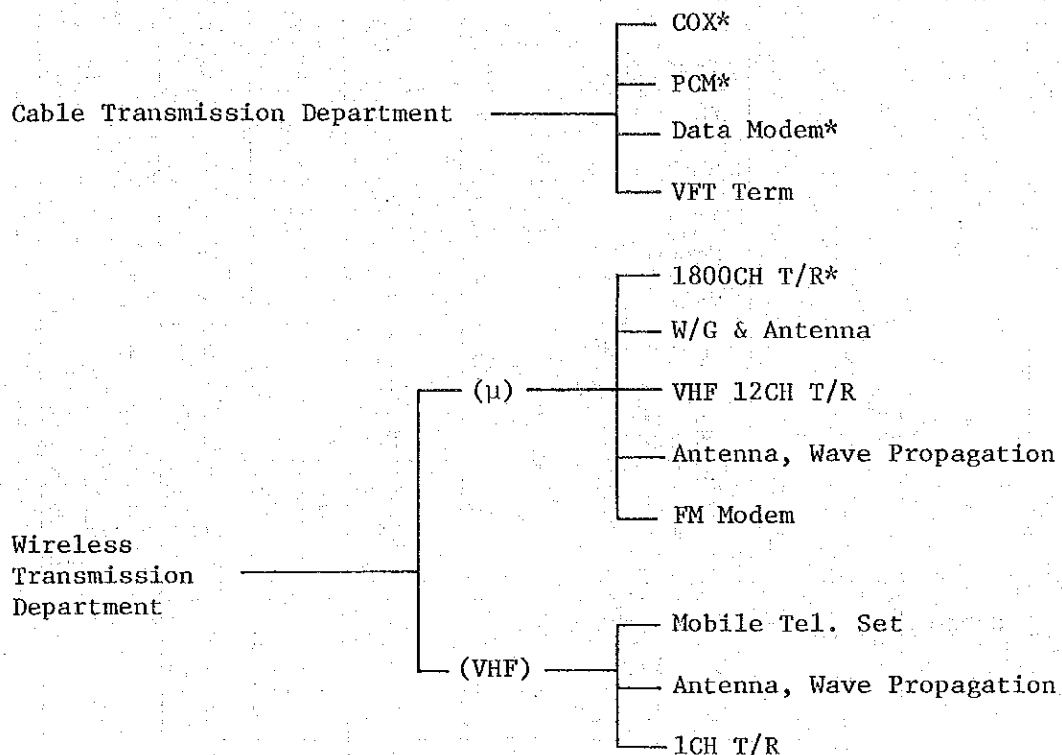 COX*
PCM*
Cable Transmission Department
Data Modem*
VFT Term
1800CH T/R*
W/G & Antenna
(μ)
VHF 12CH T/R
Antenna, Wave Propagation
FM Modem
Wireless
Transmission
Department
Mobile Tel. Set
(VHF)
Antenna, Wave Propagation
1CH T/R